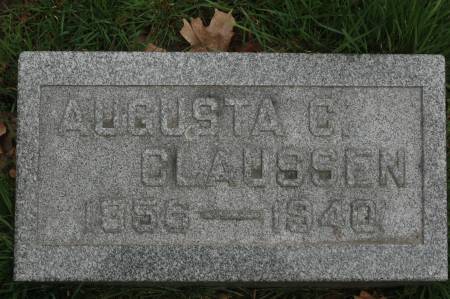 AUGUSTA C.
CLAUSSEN
1856 — 1940